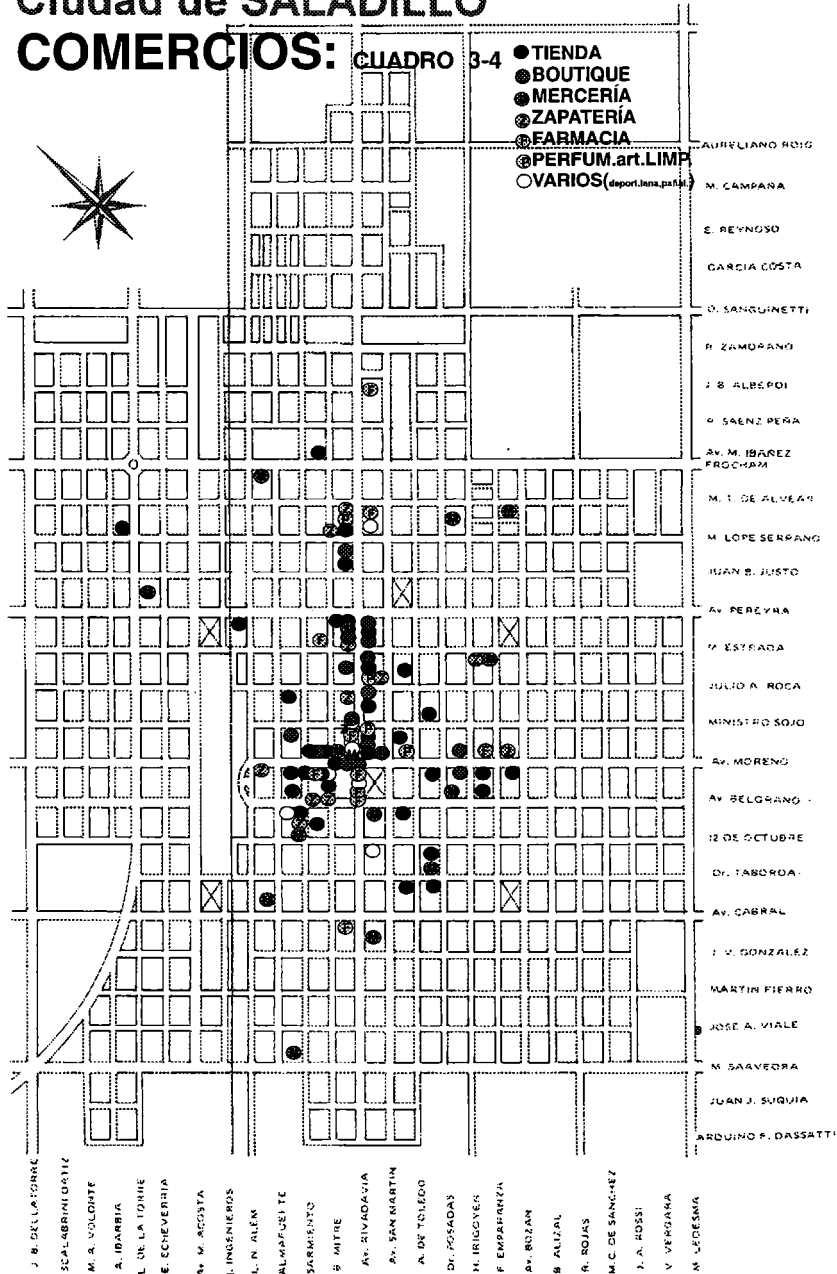 Ciudad de SALADILLO
COMERCIOS: CUADRO 3-4
TIENDA
BOUTIQUE
MERCERÍA
Z ZAPATERÍA
F FARMACIA
P PERFUM.art.LIMP
VARIOS(deport.lana,pañal.)
AURELIANO ROIG
M. CAMPAÑA
E. REYNOSO
GARCIA COSTA
O. SANGUINETTI
R. ZAMORANO
J. B. ALBERDI
R. SAENZ PEÑA
Av. M. IBAÑEZ
FROCHAM
M. T. DE ALVEAR
M. LOPE SERRANO
JUAN B. JUSTO
Av. PEREYRA
M. ESTRADA
JULIO A. ROCA
MINISTRO SOJO
Av. MORENO
Av. BELGRANO
12 DE OCTUBRE
Dr. TABORDA
Av. CABRAL
J. V. GONZALEZ
MARTIN FIERRO
JOSE A. VIALE
M. SAAVEDRA
JUAN J. SUQUIA
ARDUINO F. DASSATTI
J. B. DE LA TORRE
SCALABRINI ORTIZ
M. A. VOLONTE
A. IBARBIA
L. DE LA TORRE
E. ECHEVERRIA
Av. M. ACOSTA
J. INGENIEROS
L. N. ALEM
ALMAFUERTE
SARMIENTO
B. MITRE
Av. RIVADAVIA
Av. SAN MARTIN
A. DE TOLEDO
Dr. POSADAS
H. IRIGOYEN
F. EMPARANZA
Av. BOZAN
B. ALIZAL
R. ROJAS
M.C. DE SANCHEZ
J. A. ROSSI
V. VERGARA
M. LEDESMA